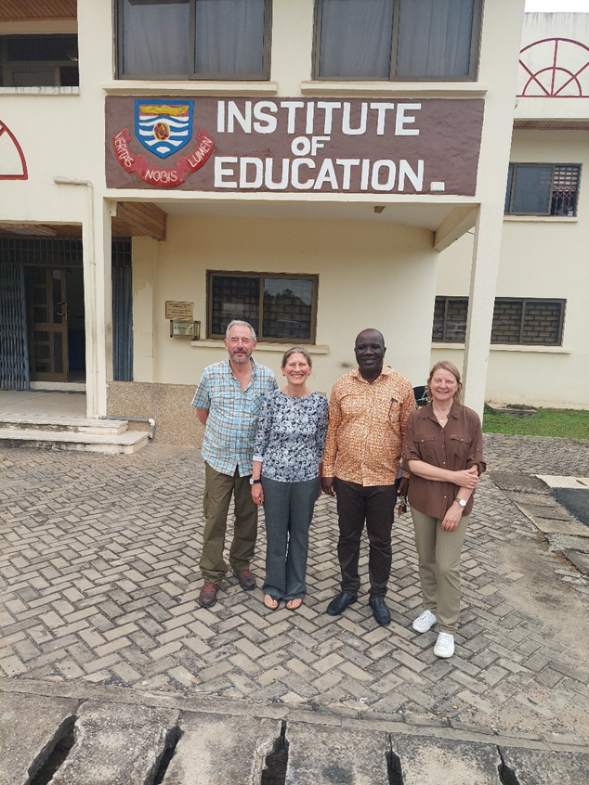 VERITAS
NOBIS
LUMEN
INSTITUTE
OF
EDUCATION